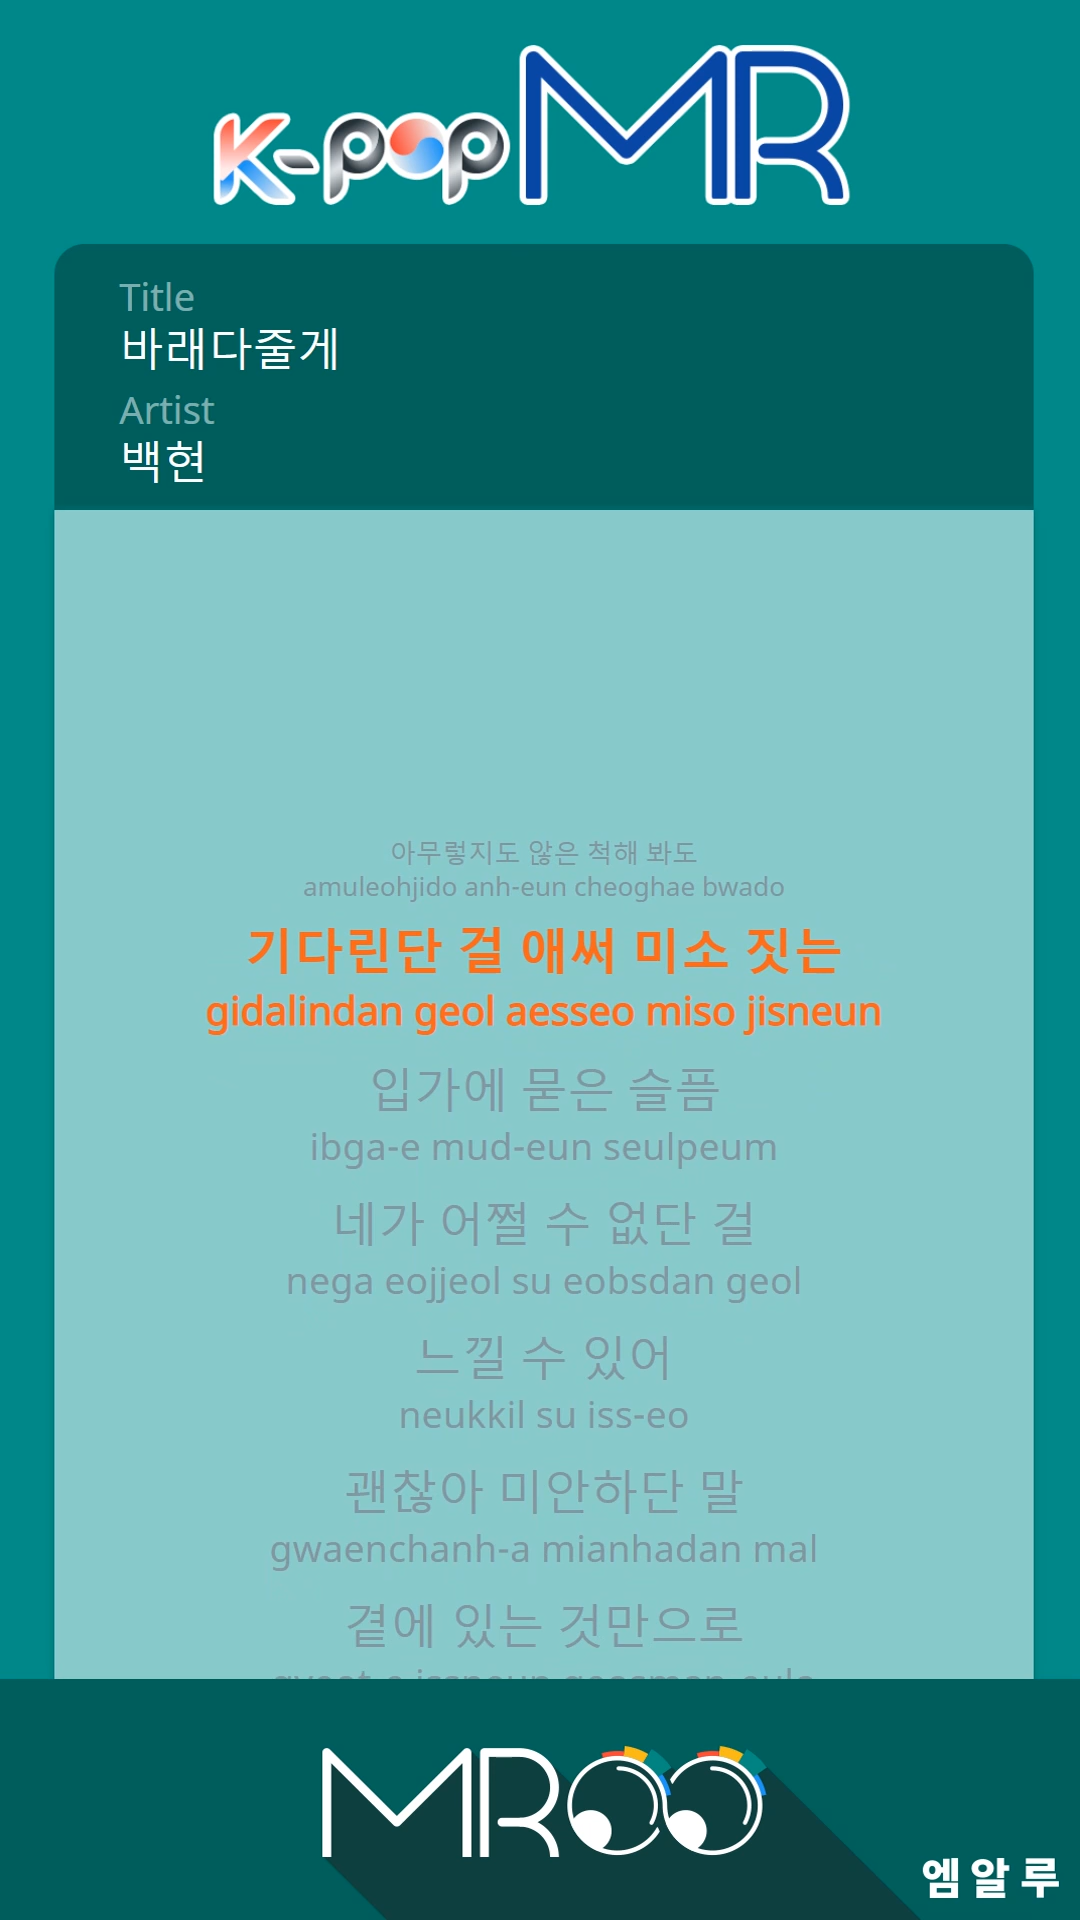 K-pop MR
Title
바래다줄게
Artist
백현
아무렇지도 않은 척해 봐도
amuleohjido anh-eun cheoghae bwado
기다린단 걸 애써 미소 짓는
gidalindan geol aesseo miso jisneun
입가에 묻은 슬픔
ibga-e mud-eun seulpeum
네가 어쩔 수 없단 걸
nega eojjeol su eobsdan geol
느낄 수 있어
neukkil su iss-eo
괜찮아 미안하단 말
gwaenchanh-a mianhadan mal
곁에 있는 것만으로
MROO
엠알루